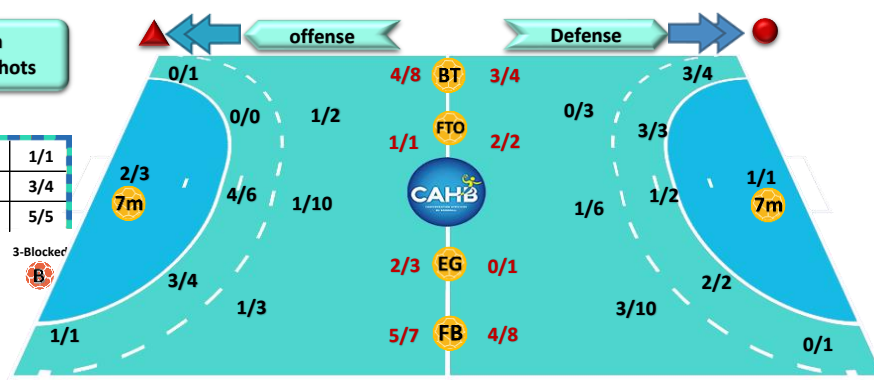 offense
Defense
hots
0/1
4/8 BT 3/4
3/4
0/0
1/2
1/1 FTO 2/2
0/3
3/3
1/1
3/4
5/5
2/3
7m
4/6
1/10
CAHB
1/6
1/2
1/1
7m
3-Blocked
B
2/3 EG 0/1
3/4
1/3
2/2
3/10
1/1
5/7 FB 4/8
0/1